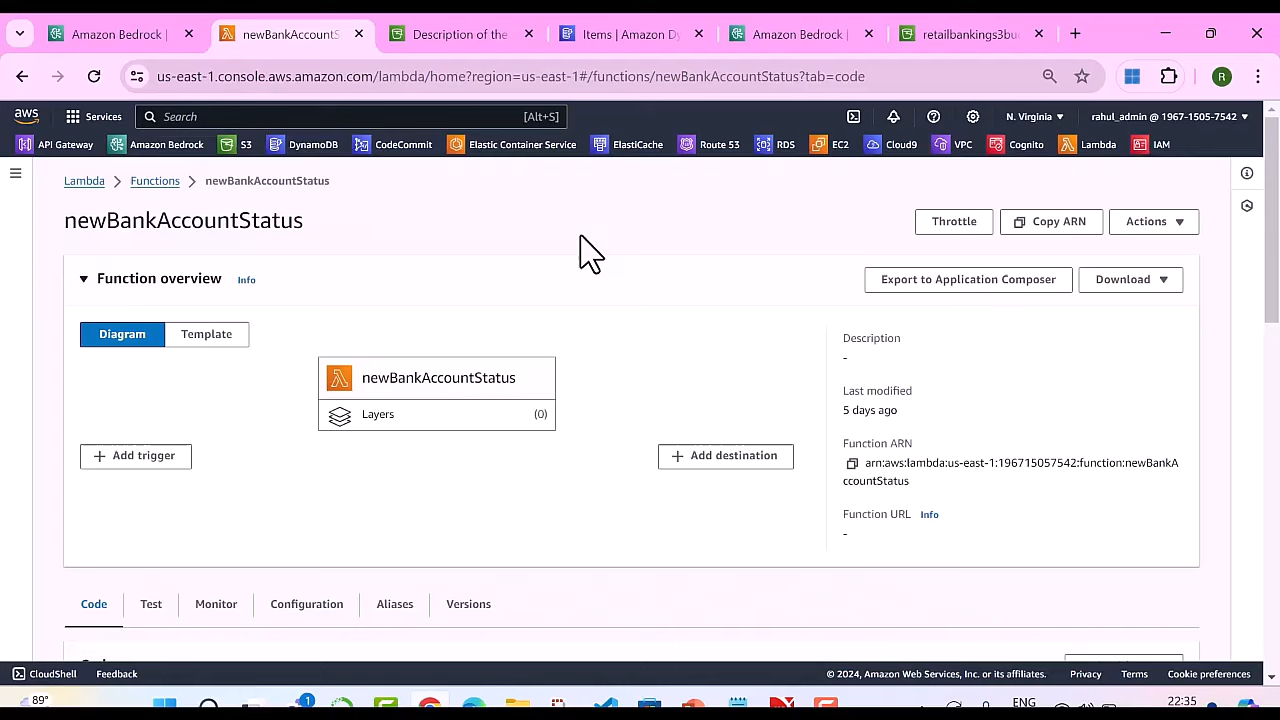 Amazon Bedrock |
newBankAccountS
Description of the
Items | Amazon Dy
Amazon Bedrock |
retailbankings3bu
us-east-1.console.aws.amazon.com/lambda/home?region=us-east-1#/functions/newBankAccountStatus?tab=code
R
aws
Services
Search
[Alt+S]
N. Virginia
rahul_admin @ 1967-1505-7542
API Gateway
Amazon Bedrock
S3
DynamoDB
CodeCommit
Elastic Container Service
ElastiCache
Route 53
RDS
EC2
Cloud9
VPC
Cognito
Lambda
IAM
Lambda
Functions
newBankAccountStatus
newBankAccountStatus
Throttle
Copy ARN
Actions
Function overview
Info
Export to Application Composer
Download
Diagram
Template
newBankAccountStatus
Layers
(0)
Add trigger
Add destination
Description
-
Last modified
5 days ago
Function ARN
arn:aws:lambda:us-east-1:196715057542:function:newBankA
ccountStatus
Function URL
Info
-
Code
Test
Monitor
Configuration
Aliases
Versions
CloudShell
Feedback
© 2024, Amazon Web Services, Inc. or its affiliates.
Privacy
Terms
Cookie preferences
89°
1
ENG
22:35